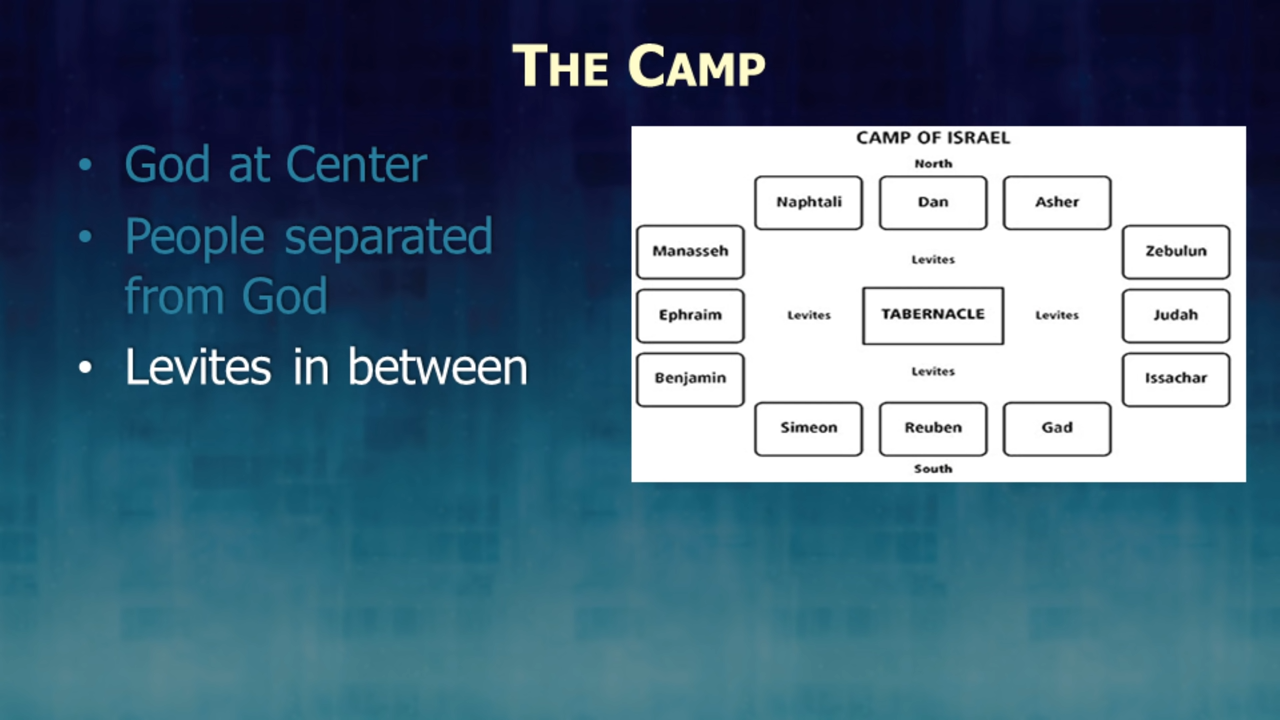 THE CAMP
• God at Center
• People separated
from God
• Levites in between
CAMP OF ISRAEL
North
Naphtali Dan Asher
Manasseh Levites Zebulun
Ephraim Levites TABERNACLE Levites Judah
Benjamin Levites Issachar
Simeon Reuben Gad
South